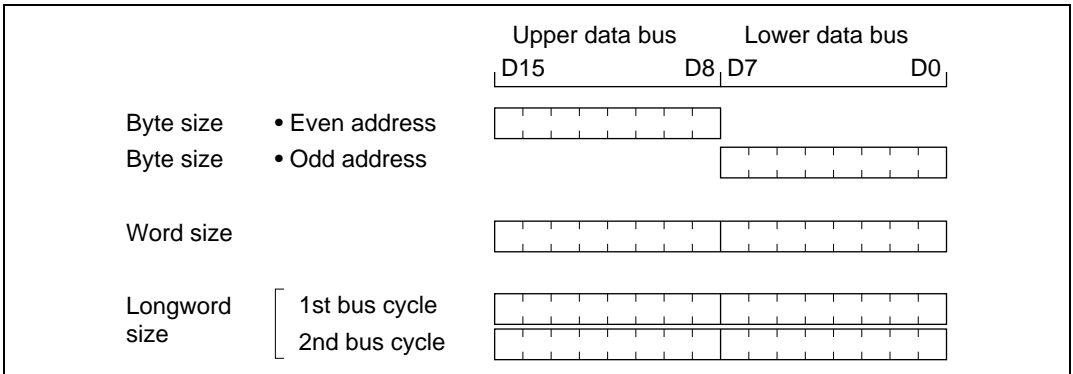 Upper data bus Lower data bus
D15 D8 D7 D0
Byte size • Even address
Byte size • Odd address
Word size
Longword size 1st bus cycle
2nd bus cycle